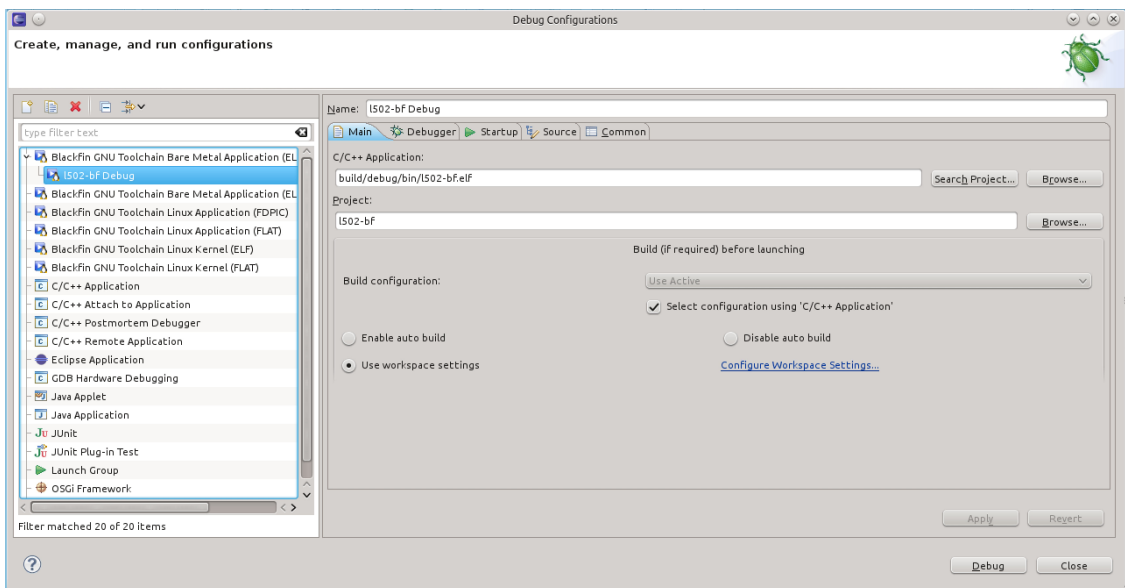 Debug Configurations
Create, manage, and run configurations
type filter text
Blackfin GNU Toolchain Bare Metal Application (EL
l502-bf Debug
Blackfin GNU Toolchain Bare Metal Application (EL
Blackfin GNU Toolchain Linux Application (FDPIC)
Blackfin GNU Toolchain Linux Application (FLAT)
Blackfin GNU Toolchain Linux Kernel (ELF)
Blackfin GNU Toolchain Linux Kernel (FLAT)
C/C++ Application
C/C++ Attach to Application
C/C++ Postmortem Debugger
C/C++ Remote Application
Eclipse Application
GDB Hardware Debugging
Java Applet
Java Application
JUnit
JUnit Plug-in Test
Launch Group
OSGi Framework
Filter matched 20 of 20 items
Name: l502-bf Debug
Main Debugger Startup Source Common
C/C++ Application:
build/debug/bin/l502-bf.elf Search Project... Browse...
Project:
l502-bf Browse...
Build (if required) before launching
Build configuration: Use Active
Select configuration using 'C/C++ Application'
Enable auto build Disable auto build
Use workspace settings Configure Workspace Settings...
Apply Revert
Debug Close